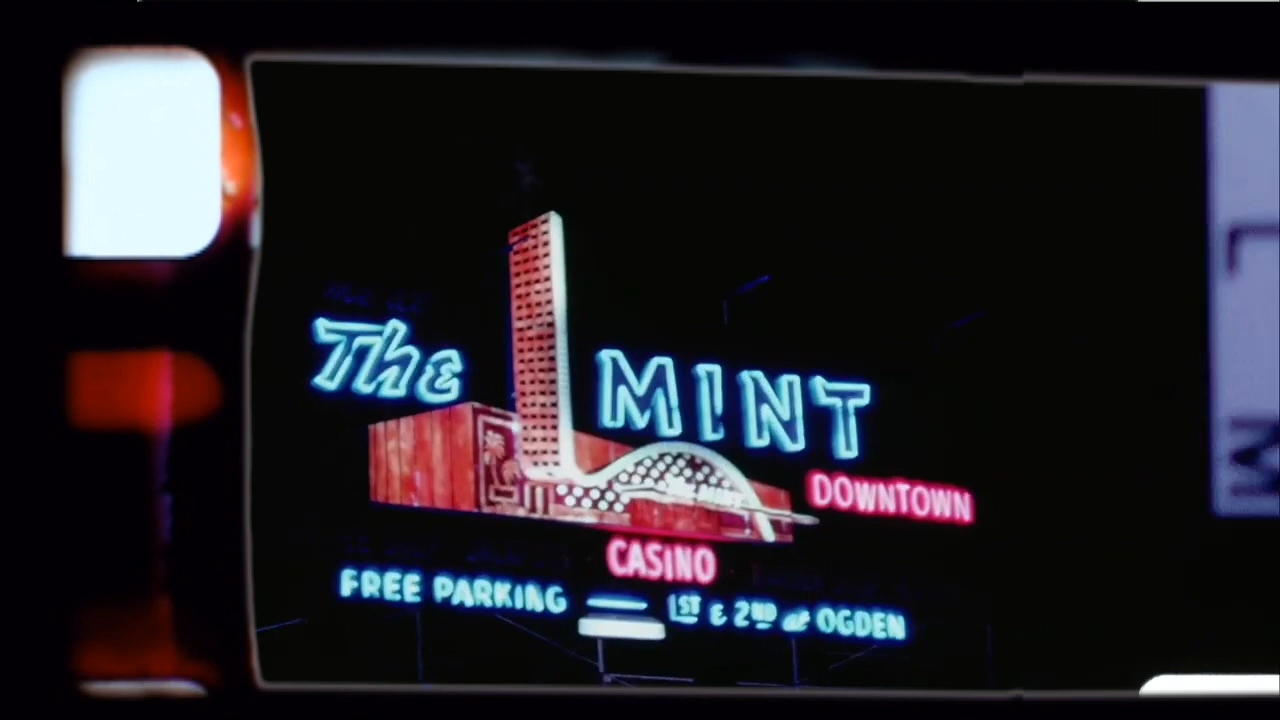 The MINT
DOWNTOWN
CASINO
FREE PARKING — 1ST & 2ND at OGDEN
L
M